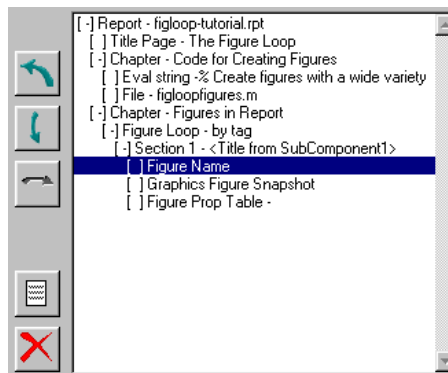 [-] Report - figloop-tutorial.rpt
[ ] Title Page - The Figure Loop
[-] Chapter - Code for Creating Figures
[ ] Eval string -% Create figures with a wide variety
[ ] File - figloopfigures.m
[-] Chapter - Figures in Report
[-] Figure Loop - by tag
[-] Section 1 - <Title from SubComponent1>
[ ] Figure Name
[ ] Graphics Figure Snapshot
[ ] Figure Prop Table -